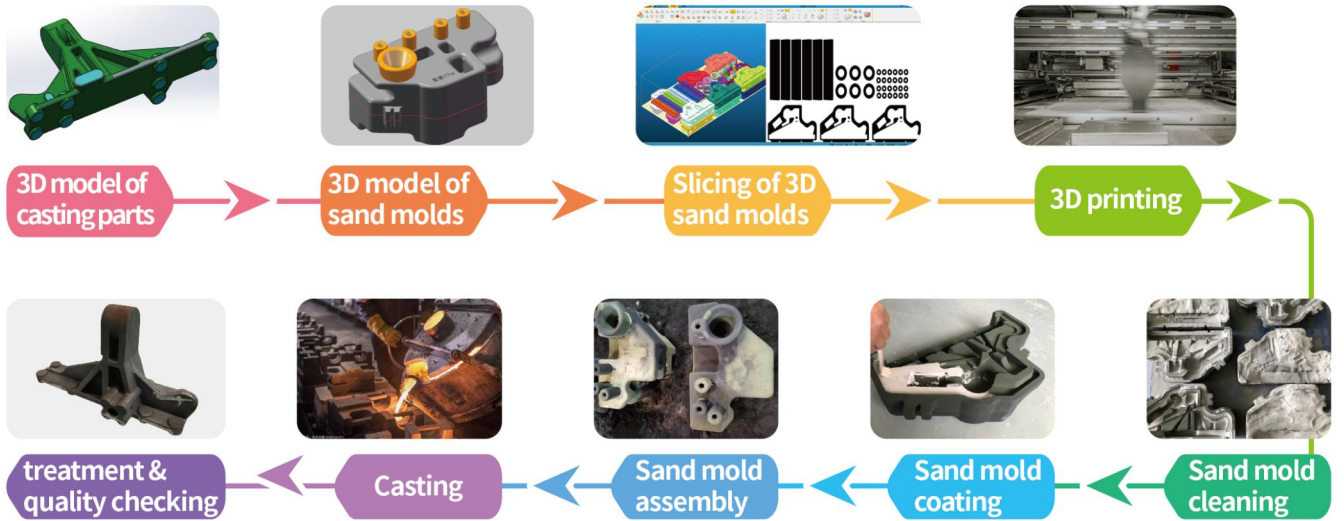 3D model of
casting parts
3D model of
sand molds
Slicing of 3D
sand molds
3D printing
Sand mold
cleaning
Sand mold
coating
Sand mold
assembly
Casting
treatment &
quality checking